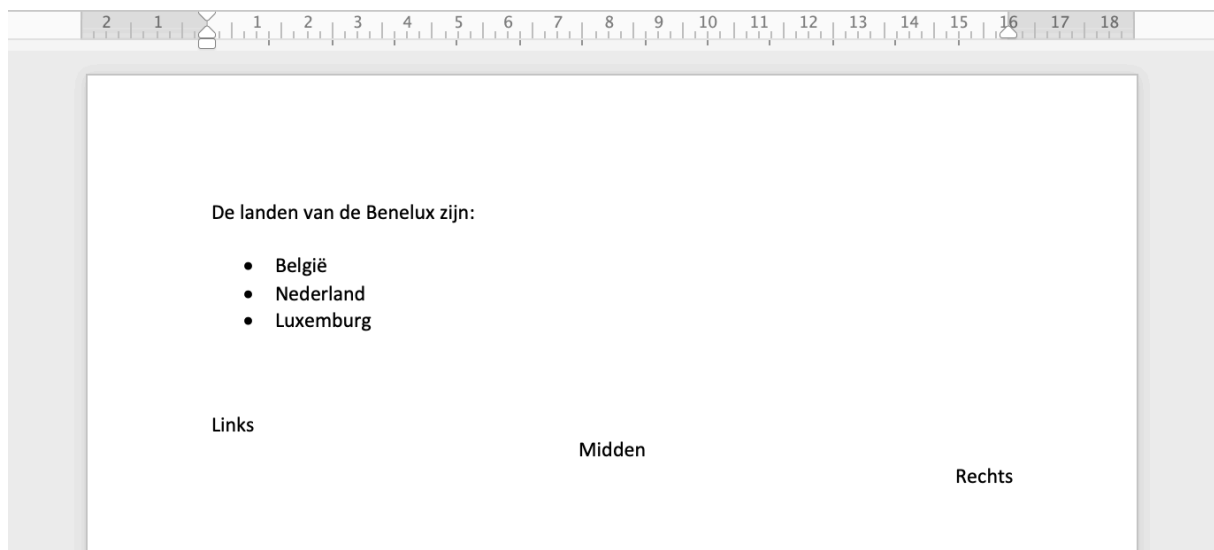 2 1 1 2 3 4 5 6 7 8 9 10 11 12 13 14 15 16 17 18
De landen van de Benelux zijn:
• België
• Nederland
• Luxemburg
Links
Midden
Rechts